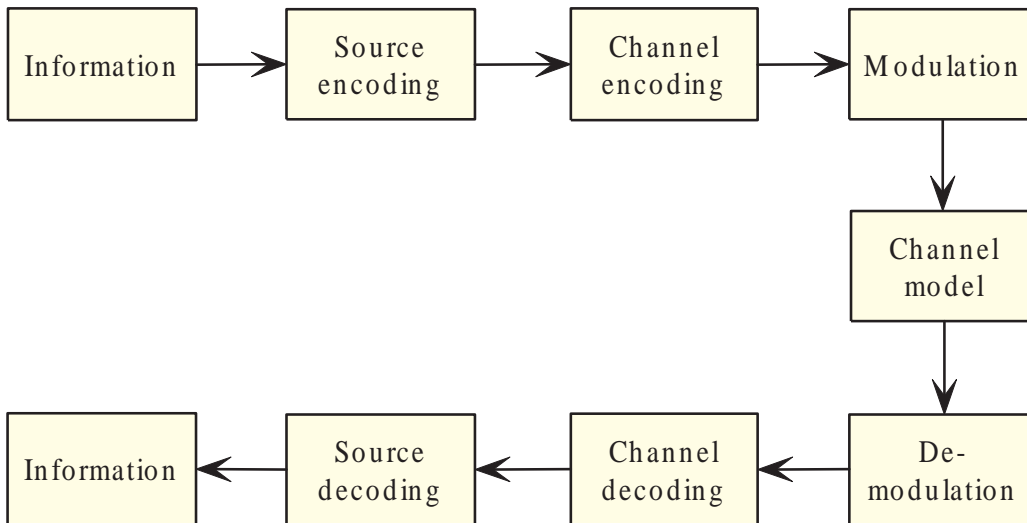 Information
Source
encoding
Channel
encoding
Modulation
Channel
model
Information
Source
decoding
Channel
decoding
De-
modulation